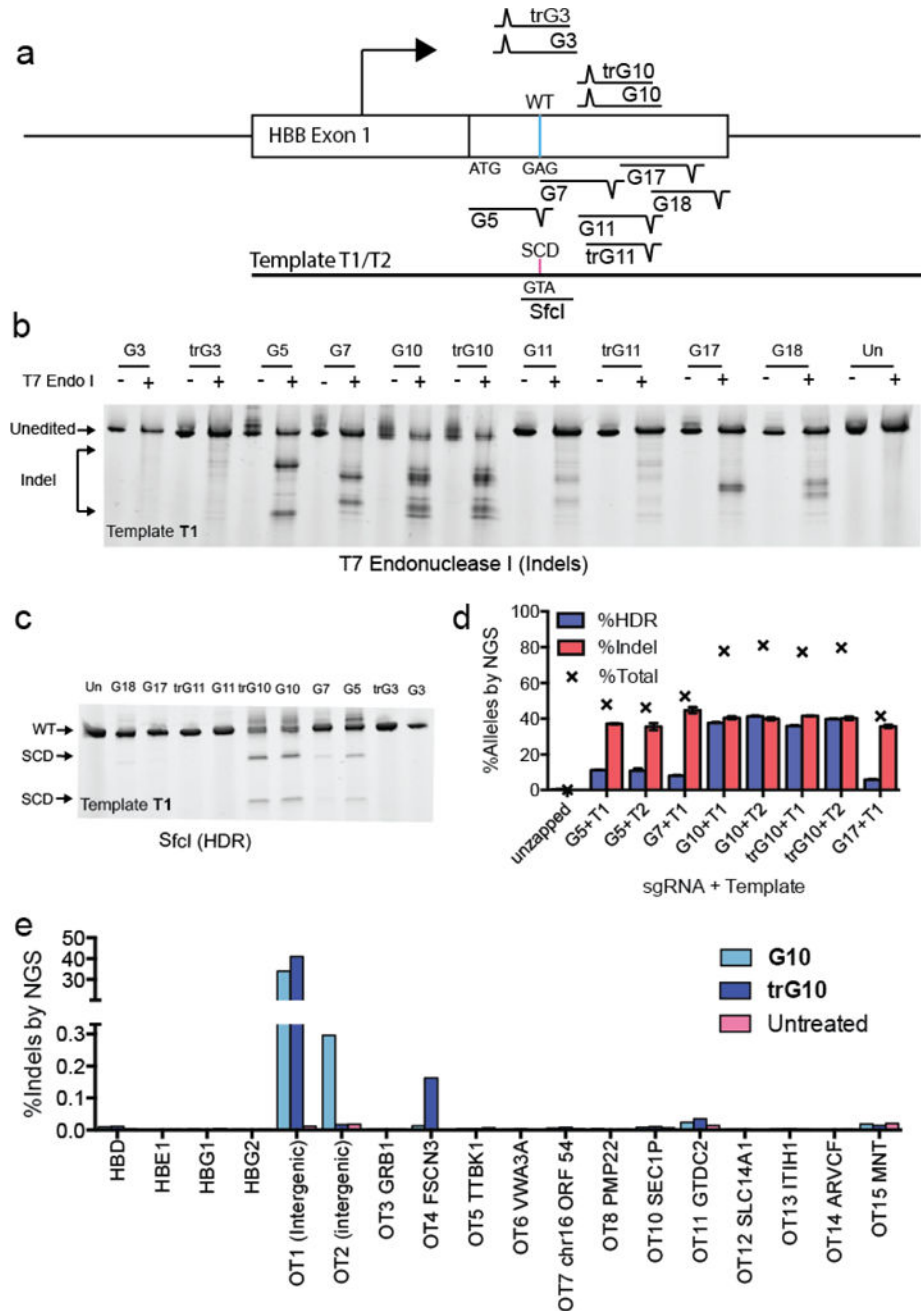 a
trG3
G3
trG10
G10
WT
HBB Exon 1
ATG
GAG
G17
G7
G18
G5
G11
SCD
trG11
Template T1/T2
GTA
SfcI
b
G3 trG3 G5 G7 G10 trG10 G11 trG11 G17 G18 Un
T7 Endo I - + - + - + - + - + - + - + - + - + - + - +
Unedited
Indel
Template T1
T7 Endonuclease I (Indels)
c
Un G18 G17 trG11 G11 trG10 G10 G7 G5 trG3 G3
WT
SCD
SCD
Template T1
SfcI (HDR)
d
%HDR
%Indel
%Total
%Alleles by NGS
100
80
60
40
20
0
unzapped
G5+T1
G5+T2
G7+T1
G10+T1
G10+T2
trG10+T1
trG10+T2
G17+T1
sgRNA + Template
e
%Indels by NGS
50
40
30
0.3
0.2
0.1
0.0
G10
trG10
Untreated
HBD
HBE1
HBG1
HBG2
OT1 (Intergenic)
OT2 (intergenic)
OT3 GRB1
OT4 FSCN3
OT5 TTBK1
OT6 VWA3A
OT7 chr16 ORF 54
OT8 PMP22
OT10 SEC1P
OT11 GTDC2
OT12 SLC14A1
OT13 ITIH1
OT14 ARVCF
OT15 MNT